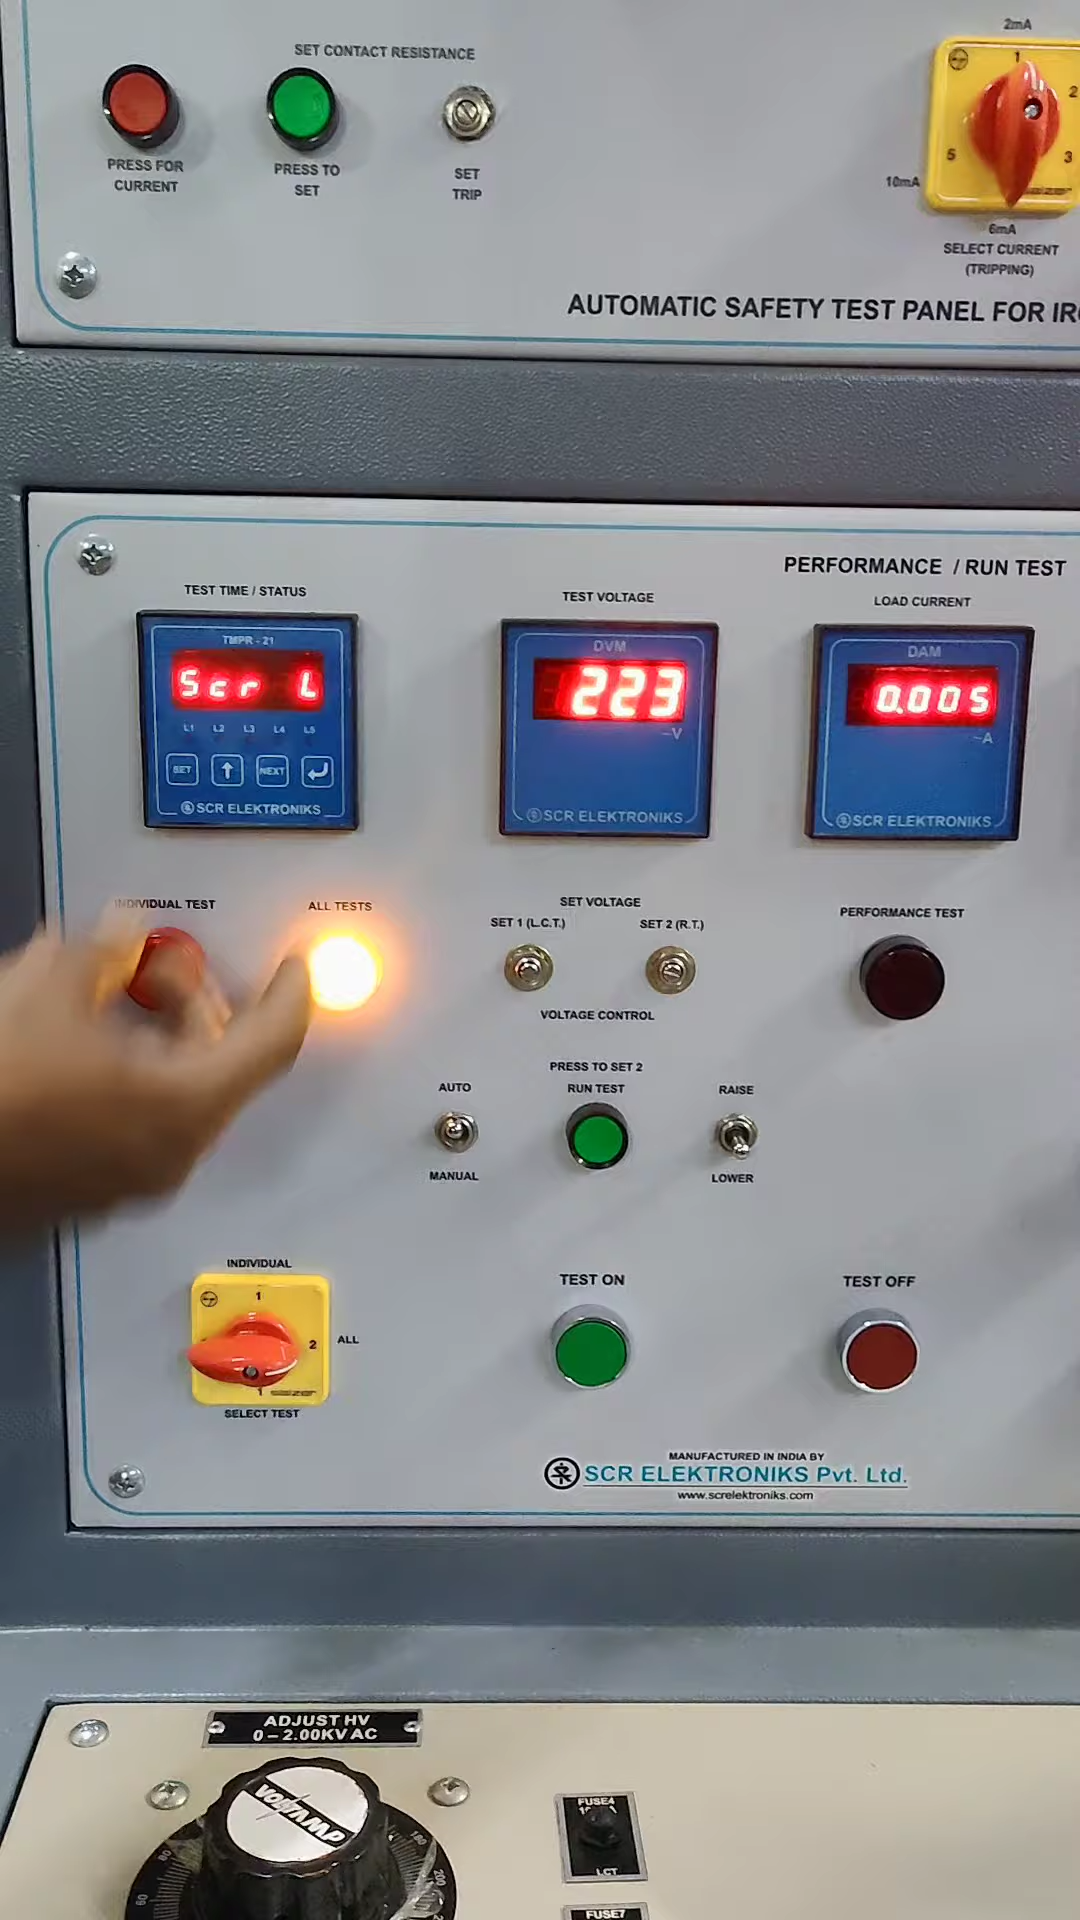 SET CONTACT RESISTANCE
PRESS FOR
CURRENT
PRESS TO
SET
SET
TRIP
2mA
1
2
3
5
10mA
6mA
SELECT CURRENT
(TRIPPING)
AUTOMATIC SAFETY TEST PANEL FOR
PERFORMANCE / RUN TEST
TEST TIME / STATUS
TEST VOLTAGE
LOAD CURRENT
TMPR - 21
Scr L
L1 L2 L3 L4 L5
SET
NEXT
SCR ELEKTRONIKS
DVM
223
~V
SCR ELEKTRONIKS
DAM
0.005
~A
SCR ELEKTRONIKS
INDIVIDUAL TEST
ALL TESTS
SET VOLTAGE
SET 1 (L.C.T.)
SET 2 (R.T.)
VOLTAGE CONTROL
PERFORMANCE TEST
AUTO
MANUAL
PRESS TO SET 2
RUN TEST
RAISE
LOWER
INDIVIDUAL
1
2
ALL
1
SELECT TEST
TEST ON
TEST OFF
MANUFACTURED IN INDIA BY
SCR ELEKTRONIKS Pvt. Ltd.
www.screlektroniks.com
ADJUST HV
0 – 2.00KV AC
VOLTAMP
60
80
180
200
FUSE4
LCT
FUSE7